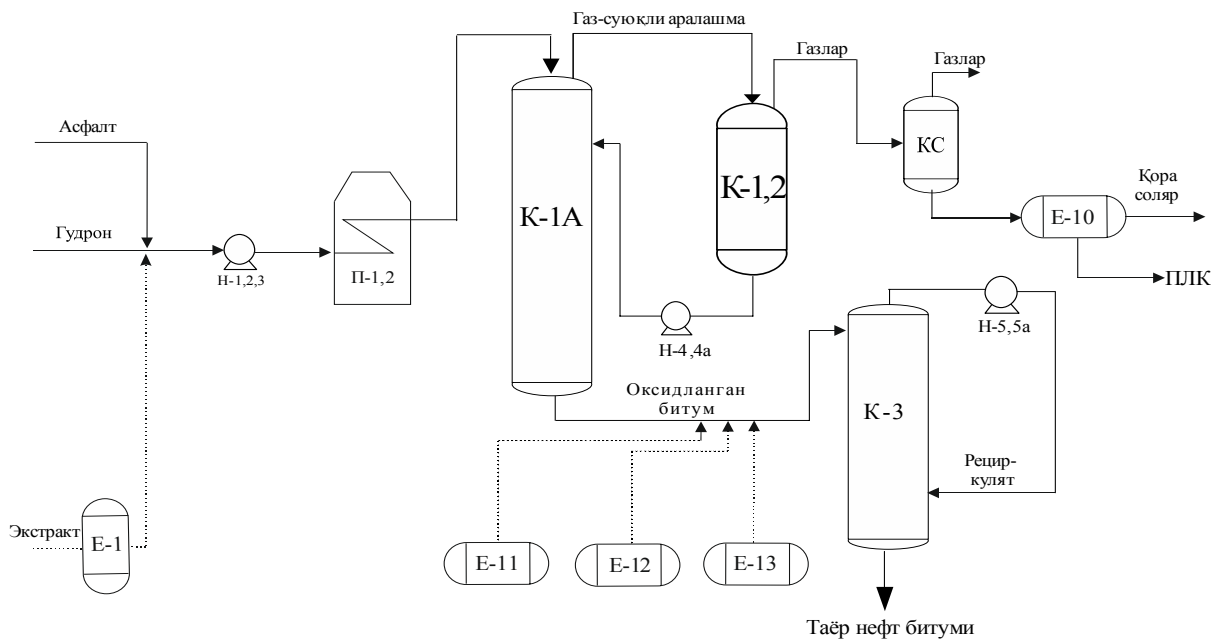 Газ-суюқли аралашма
Газлар
Газлар
Асфалт
КС
Қора
соляр
К-1А
К-1,2
Е-10
Гудрон
Н-1,2,3
П-1,2
ПЛК
Н-4,4а
Н-5,5а
Оксидланган
битум
К-3
Рецир-
кулят
Экстракт
Е-1
Е-11
Е-12
Е-13
Таёр нефт битуми